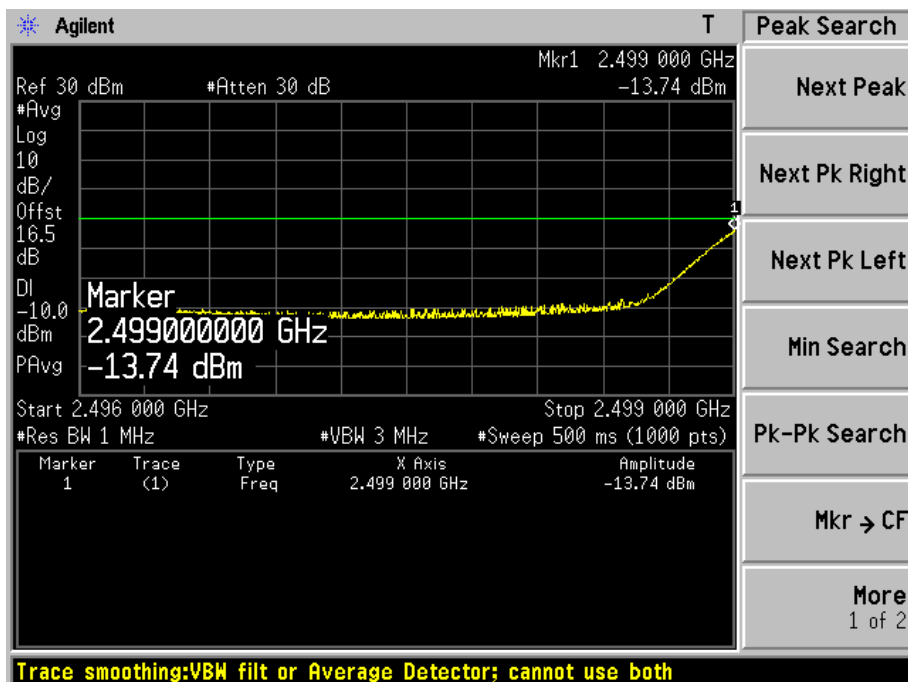 Agilent T
Peak Search
Mkr1 2.499 000 GHz
Ref 30 dBm #Atten 30 dB -13.74 dBm
#Avg
Log
10
dB/
Offst
16.5
dB
DI
-10.0
dBm
PAvg
1
Marker
2.499000000 GHz
-13.74 dBm
Start 2.496 000 GHz Stop 2.499 000 GHz
#Res BW 1 MHz #VBW 3 MHz #Sweep 500 ms (1000 pts)
Marker Trace Type X Axis Amplitude
1 (1) Freq 2.499 000 GHz -13.74 dBm
Next Peak
Next Pk Right
Next Pk Left
Min Search
Pk-Pk Search
Mkr → CF
More
1 of 2
Trace smoothing:VBW filt or Average Detector; cannot use both